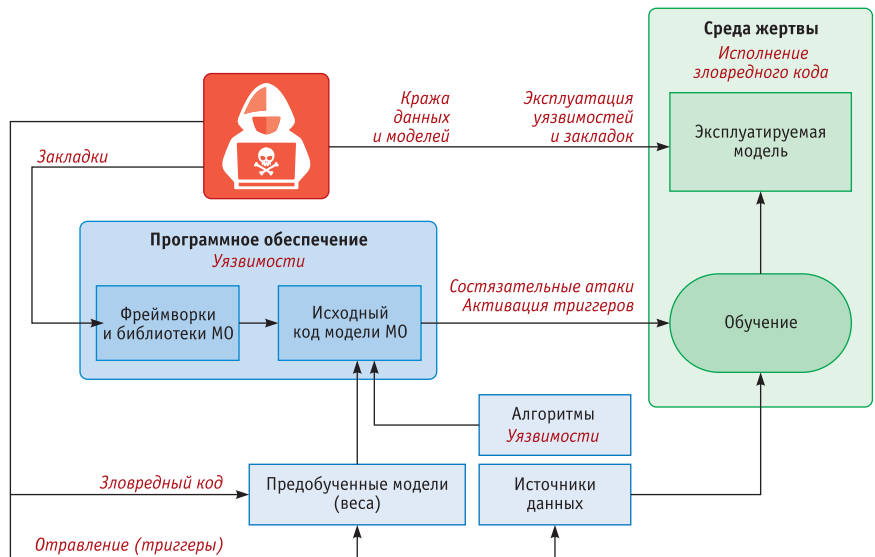 Среда жертвы
Исполнение
зловредного кода
Кража
данных
и моделей
Эксплуатация
уязвимостей
и закладок
Эксплуатируемая
модель
Закладки
Программное обеспечение
Уязвимости
Фреймворки
и библиотеки МО
Исходный
код модели МО
Состязательные атаки
Активация триггеров
Обучение
Алгоритмы
Уязвимости
Зловредный код
Предобученные модели
(веса)
Источники
данных
Отравление (триггеры)